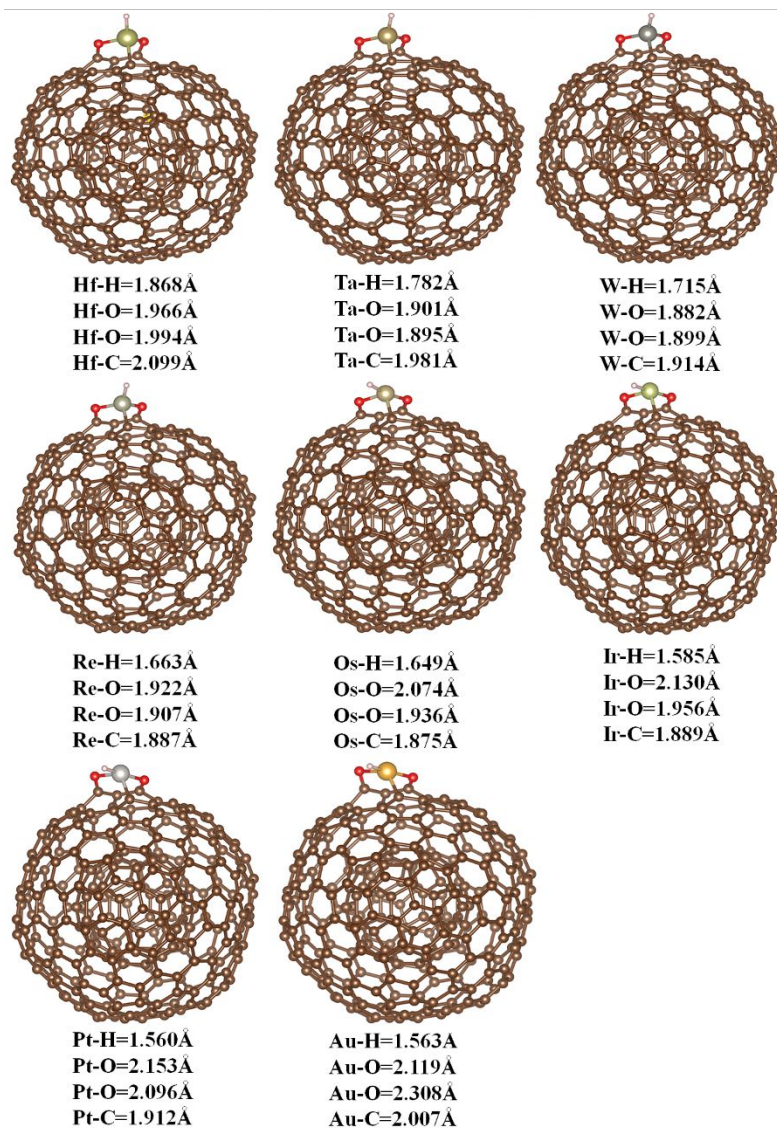 Hf-H=1.868Å
Hf-O=1.966Å
Hf-O=1.994Å
Hf-C=2.099Å
Ta-H=1.782Å
Ta-O=1.901Å
Ta-O=1.895Å
Ta-C=1.981Å
W-H=1.715Å
W-O=1.882Å
W-O=1.899Å
W-C=1.914Å
Re-H=1.663Å
Re-O=1.922Å
Re-O=1.907Å
Re-C=1.887Å
Os-H=1.649Å
Os-O=2.074Å
Os-O=1.936Å
Os-C=1.875Å
Ir-H=1.585Å
Ir-O=2.130Å
Ir-O=1.956Å
Ir-C=1.889Å
Pt-H=1.560Å
Pt-O=2.153Å
Pt-O=2.096Å
Pt-C=1.912Å
Au-H=1.563Å
Au-O=2.119Å
Au-O=2.308Å
Au-C=2.007Å